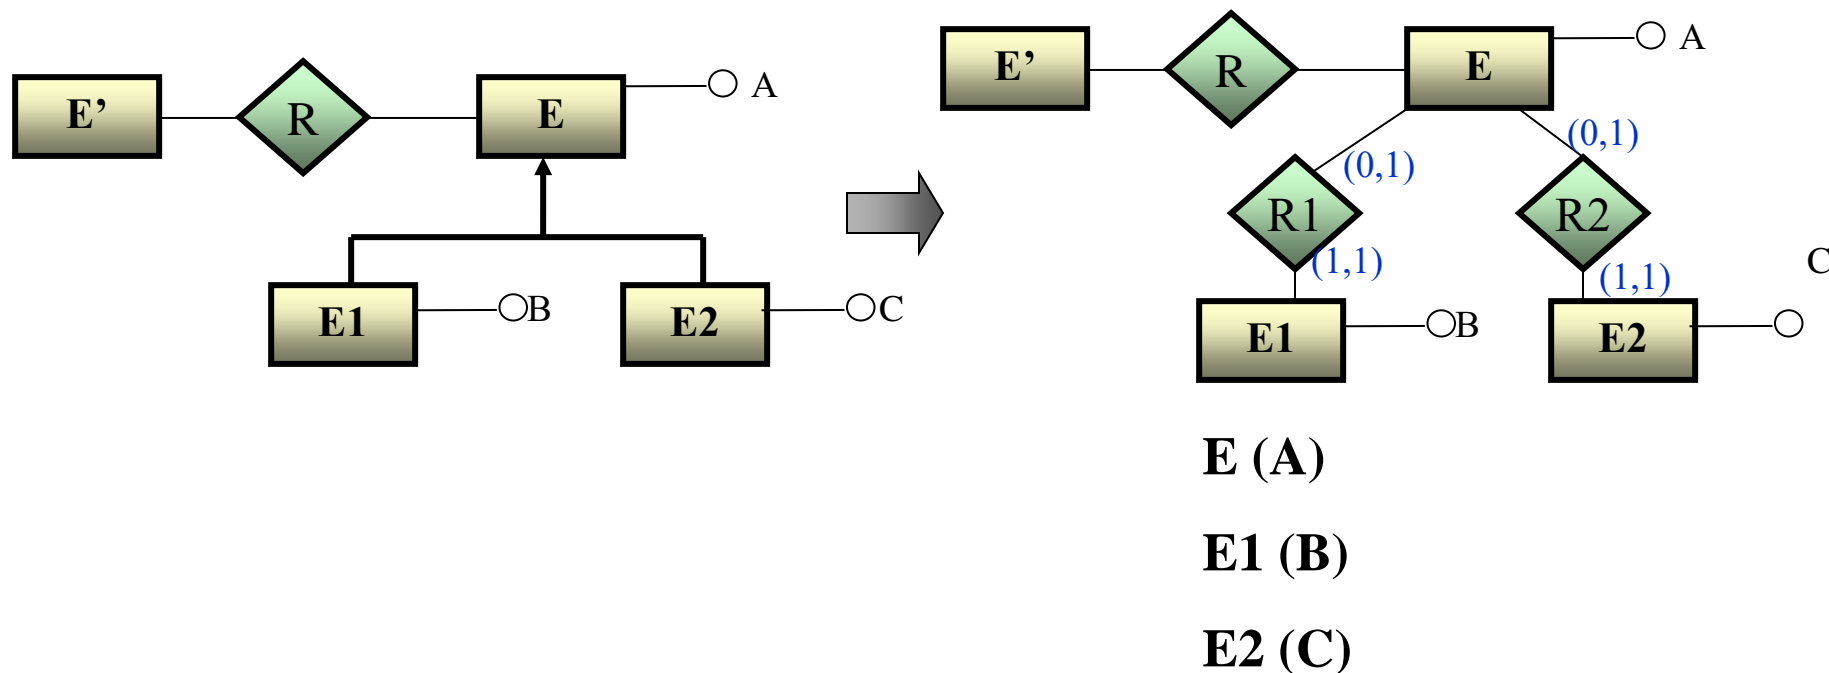 E’
R
E
A
E1
B
E2
C
E’
R
E
A
(0,1)
(0,1)
R1
R2
(1,1)
(1,1)
C
E1
B
E2
E (A)
E1 (B)
E2 (C)